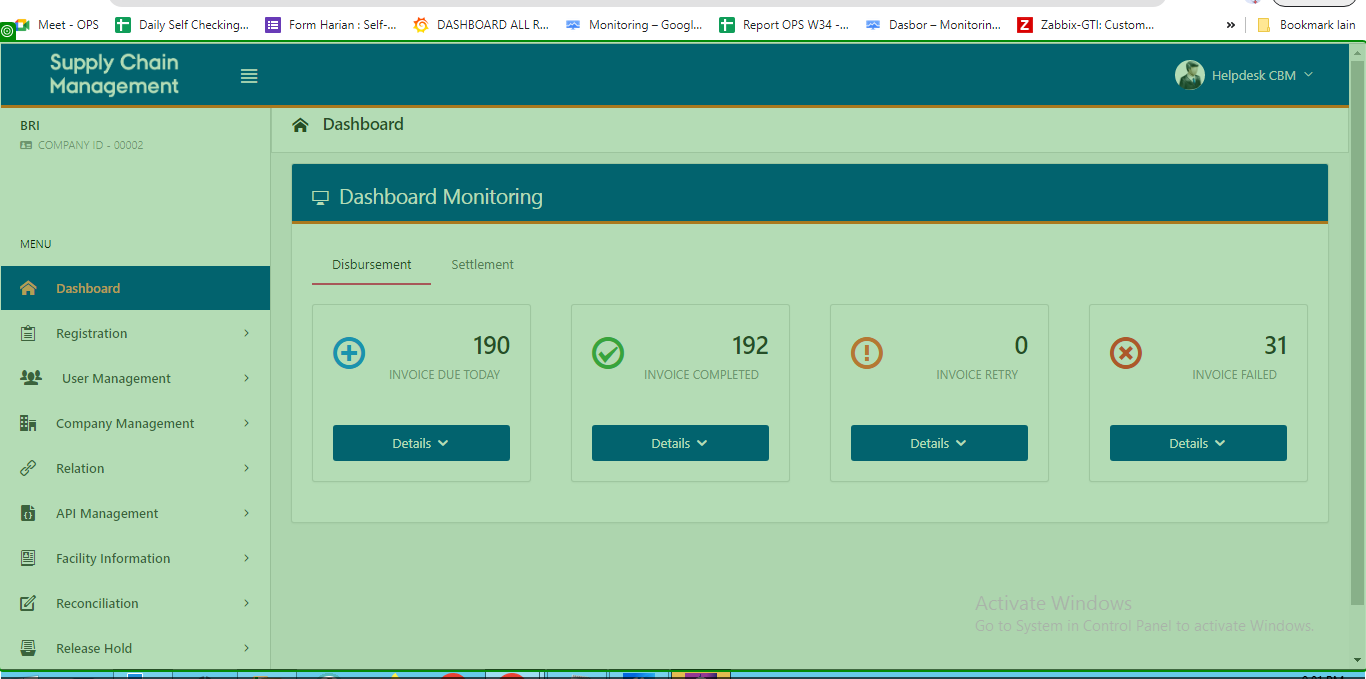 Meet - OPS
Daily Self Checking...
Form Harian : Self-...
DASHBOARD ALL R...
Monitoring – Googl...
Report OPS W34 -...
Dasbor – Monitorin...
Z Zabbix-GTI: Custom...
»
Bookmark lain
Supply Chain
Management
Helpdesk CBM
BRI
COMPANY ID - 00002
MENU
Dashboard
Registration
User Management
Company Management
Relation
API Management
Facility Information
Reconciliation
Release Hold
Dashboard
Dashboard Monitoring
Disbursement
Settlement
190
INVOICE DUE TODAY
Details
192
INVOICE COMPLETED
Details
0
INVOICE RETRY
Details
31
INVOICE FAILED
Details
Activate Windows
Go to System in Control Panel to activate Windows.